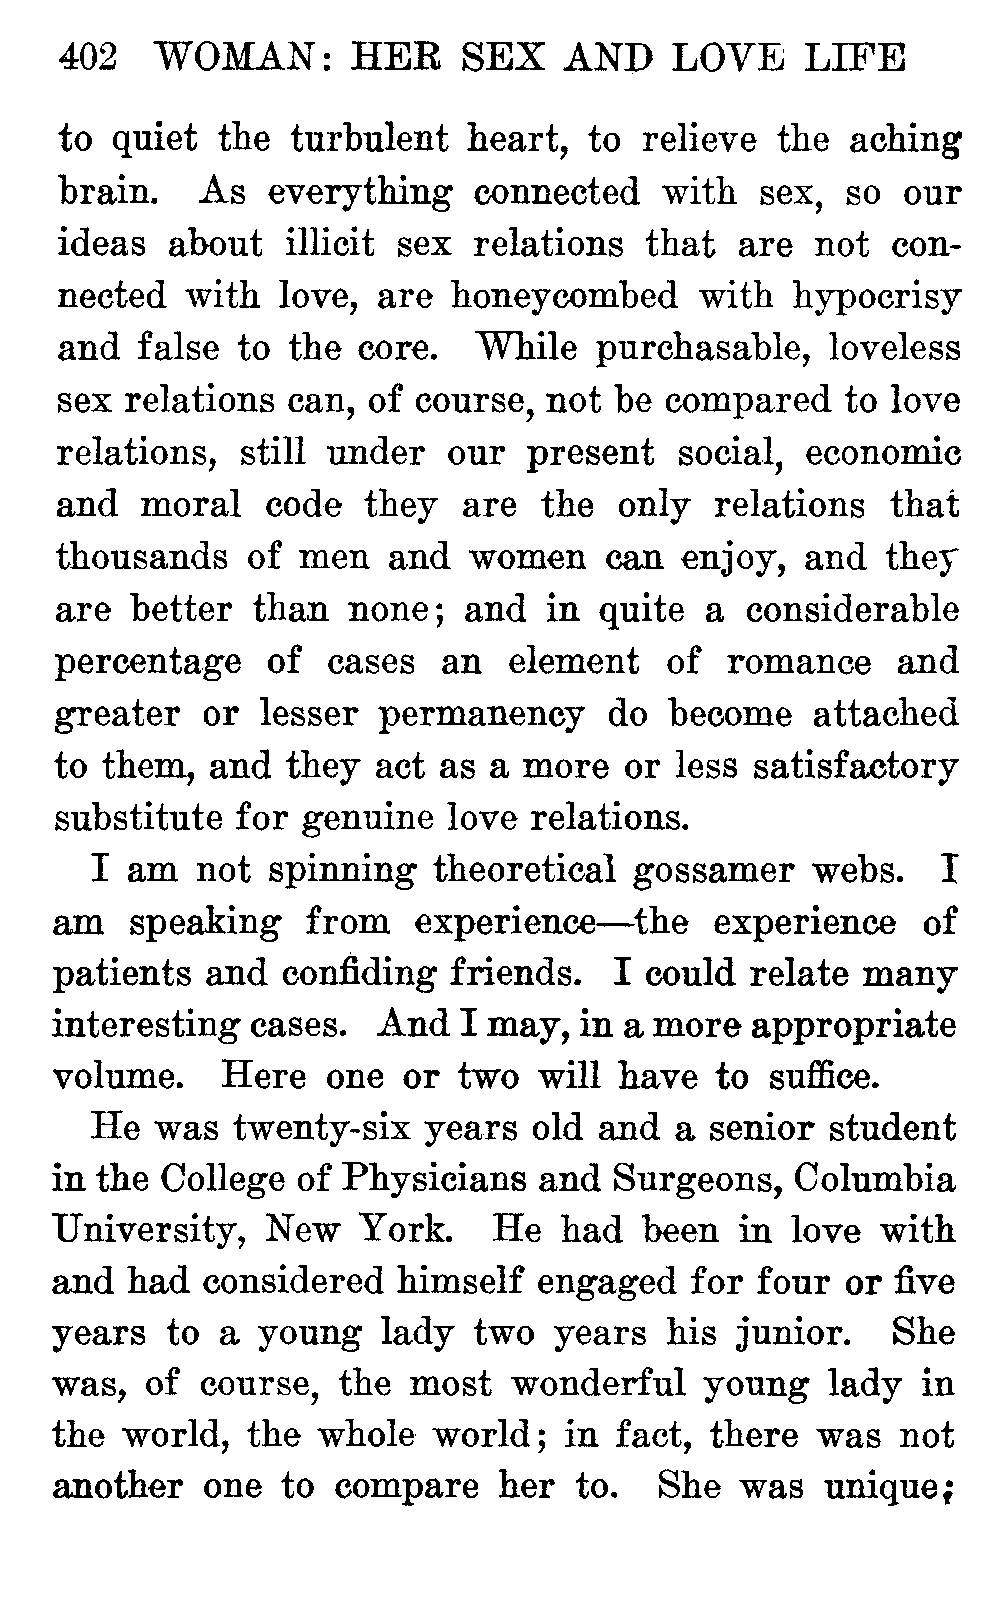 402 WOMAN: HER SEX AND LOVE LIFE
to quiet the turbulent heart, to relieve the aching
brain. As everything connected with sex, so our
ideas about illicit sex relations that are not con-
nected with love, are honeycombed with hypocrisy
and false to the core. While purchasable, loveless
sex relations can, of course, not be compared to love
relations, still under our present social, economic
and moral code they are the only relations that
thousands of men and women can enjoy, and they
are better than none; and in quite a considerable
percentage of cases an element of romance and
greater or lesser permanency do become attached
to them, and they act as a more or less satisfactory
substitute for genuine love relations.
I am not spinning theoretical gossamer webs. I
am speaking from experience—the experience of
patients and confiding friends. I could relate many
interesting cases. And I may, in a more appropriate
volume. Here one or two will have to suffice.
He was twenty-six years old and a senior student
in the College of Physicians and Surgeons, Columbia
University, New York. He had been in love with
and had considered himself engaged for four or five
years to a young lady two years his junior. She
was, of course, the most wonderful young lady in
the world, the whole world; in fact, there was not
another one to compare her to. She was unique;